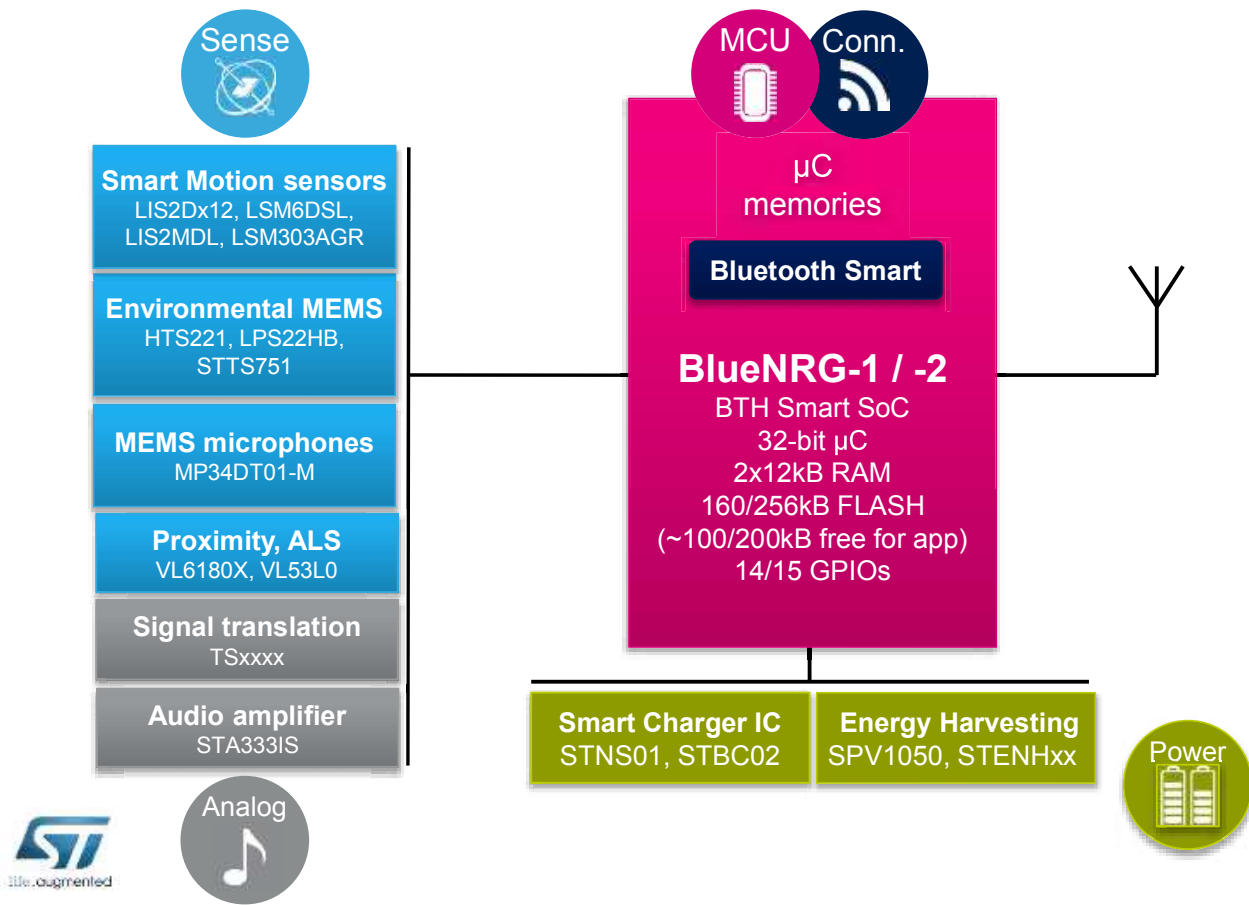 Sense
Smart Motion sensors
LIS2Dx12, LSM6DSL,
LIS2MDL, LSM303AGR
Environmental MEMS
HTS221, LPS22HB,
STTS751
MEMS microphones
MP34DT01-M
Proximity, ALS
VL6180X, VL53L0
Signal translation
TSxxxx
Audio amplifier
STA333IS
Analog
MCU
Conn.
µC
memories
Bluetooth Smart
BlueNRG-1 / -2
BTH Smart SoC
32-bit µC
2x12kB RAM
160/256kB FLASH
(~100/200kB free for app)
14/15 GPIOs
Smart Charger IC
STNS01, STBC02
Energy Harvesting
SPV1050, STENHxx
Power
ST
life.augmented